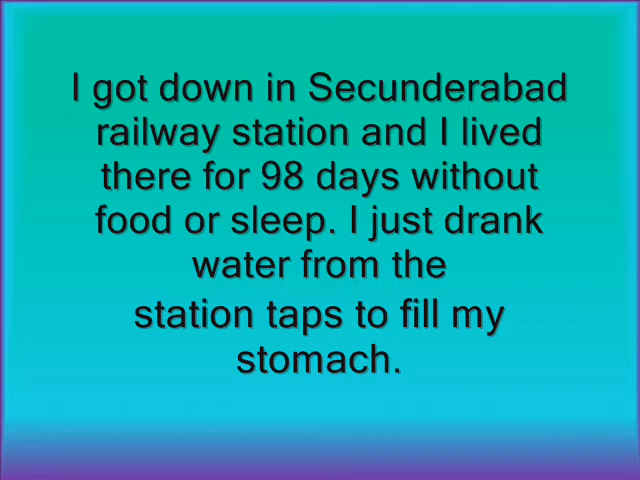 I got down in Secunderabad
railway station and I lived
there for 98 days without
food or sleep. I just drank
water from the
station taps to fill my
stomach.